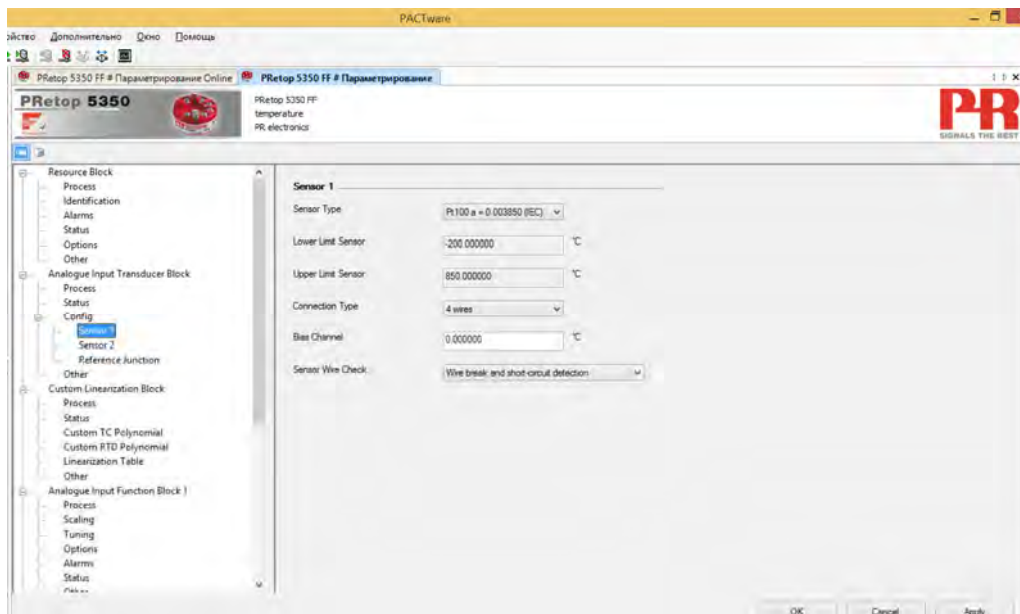 PACTware
ойство Дополнительно Окно Помощь
PRetop 5350 FF # Параметрирование Online
PRetop 5350 FF # Параметрирование
PRetop 5350
PRetop 5350 FF
temperature
PR electronics
PR
SIGNALS THE BEST
Resource Block
Process
Identification
Alarms
Status
Options
Other
Analogue Input Transducer Block
Process
Status
Config
Sensor 1
Sensor 2
Reference Junction
Other
Custom Linearization Block
Process
Status
Custom TC Polynomial
Custom RTD Polynomial
Linearization Table
Other
Analogue Input Function Block 1
Process
Scaling
Tuning
Options
Alarms
Status
Other
Sensor 1
Sensor Type Pt100 a = 0.003850 (IEC)
Lower Limit Sensor -200.000000 °C
Upper Limit Sensor 850.000000 °C
Connection Type 4 wires
Bias Channel 0.000000 °C
Sensor Wire Check Wire break and short-circuit detection
OK Cancel Apply